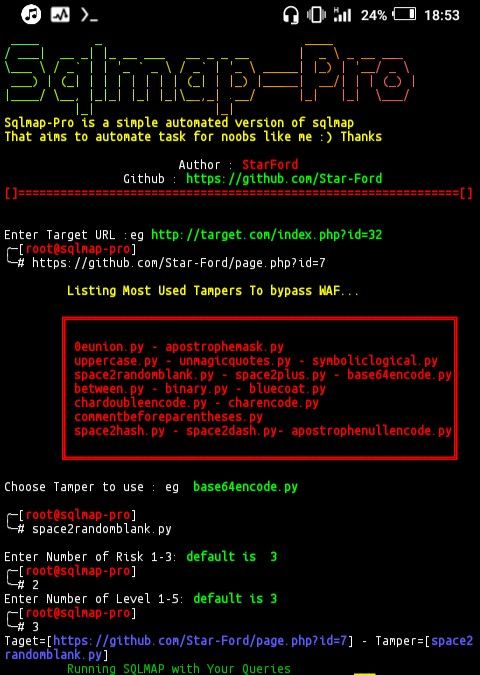 24% 18:53
Sqlmap-Pro
Sqlmap-Pro is a simple automated version of sqlmap
That aims to automate task for noobs like me :) Thanks
Author : StarFord
Github : https://github.com/Star-Ford
[]===============================================================[]
Enter Target URL :eg http://target.com/index.php?id=32
╭─[root@sqlmap-pro]
╰─# https://github.com/Star-Ford/page.php?id=7
Listing Most Used Tampers To bypass WAF...
0eunion.py - apostrophemask.py
uppercase.py - unmagicquotes.py - symboliclogical.py
space2randomblank.py - space2plus.py - base64encode.py
between.py - binary.py - bluecoat.py
chardoubleencode.py - charencode.py
commentbeforeparentheses.py
space2hash.py - space2dash.py- apostrophenullencode.py
Choose Tamper to use : eg  base64encode.py
╭─[root@sqlmap-pro]
╰─# space2randomblank.py
Enter Number of Risk 1-3: default is  3
╭─[root@sqlmap-pro]
╰─# 2
Enter Number of Level 1-5: default is 3
╭─[root@sqlmap-pro]
╰─# 3
Taget=[https://github.com/Star-Ford/page.php?id=7] - Tamper=[space2
randomblank.py]
Running SQLMAP with Your Queries